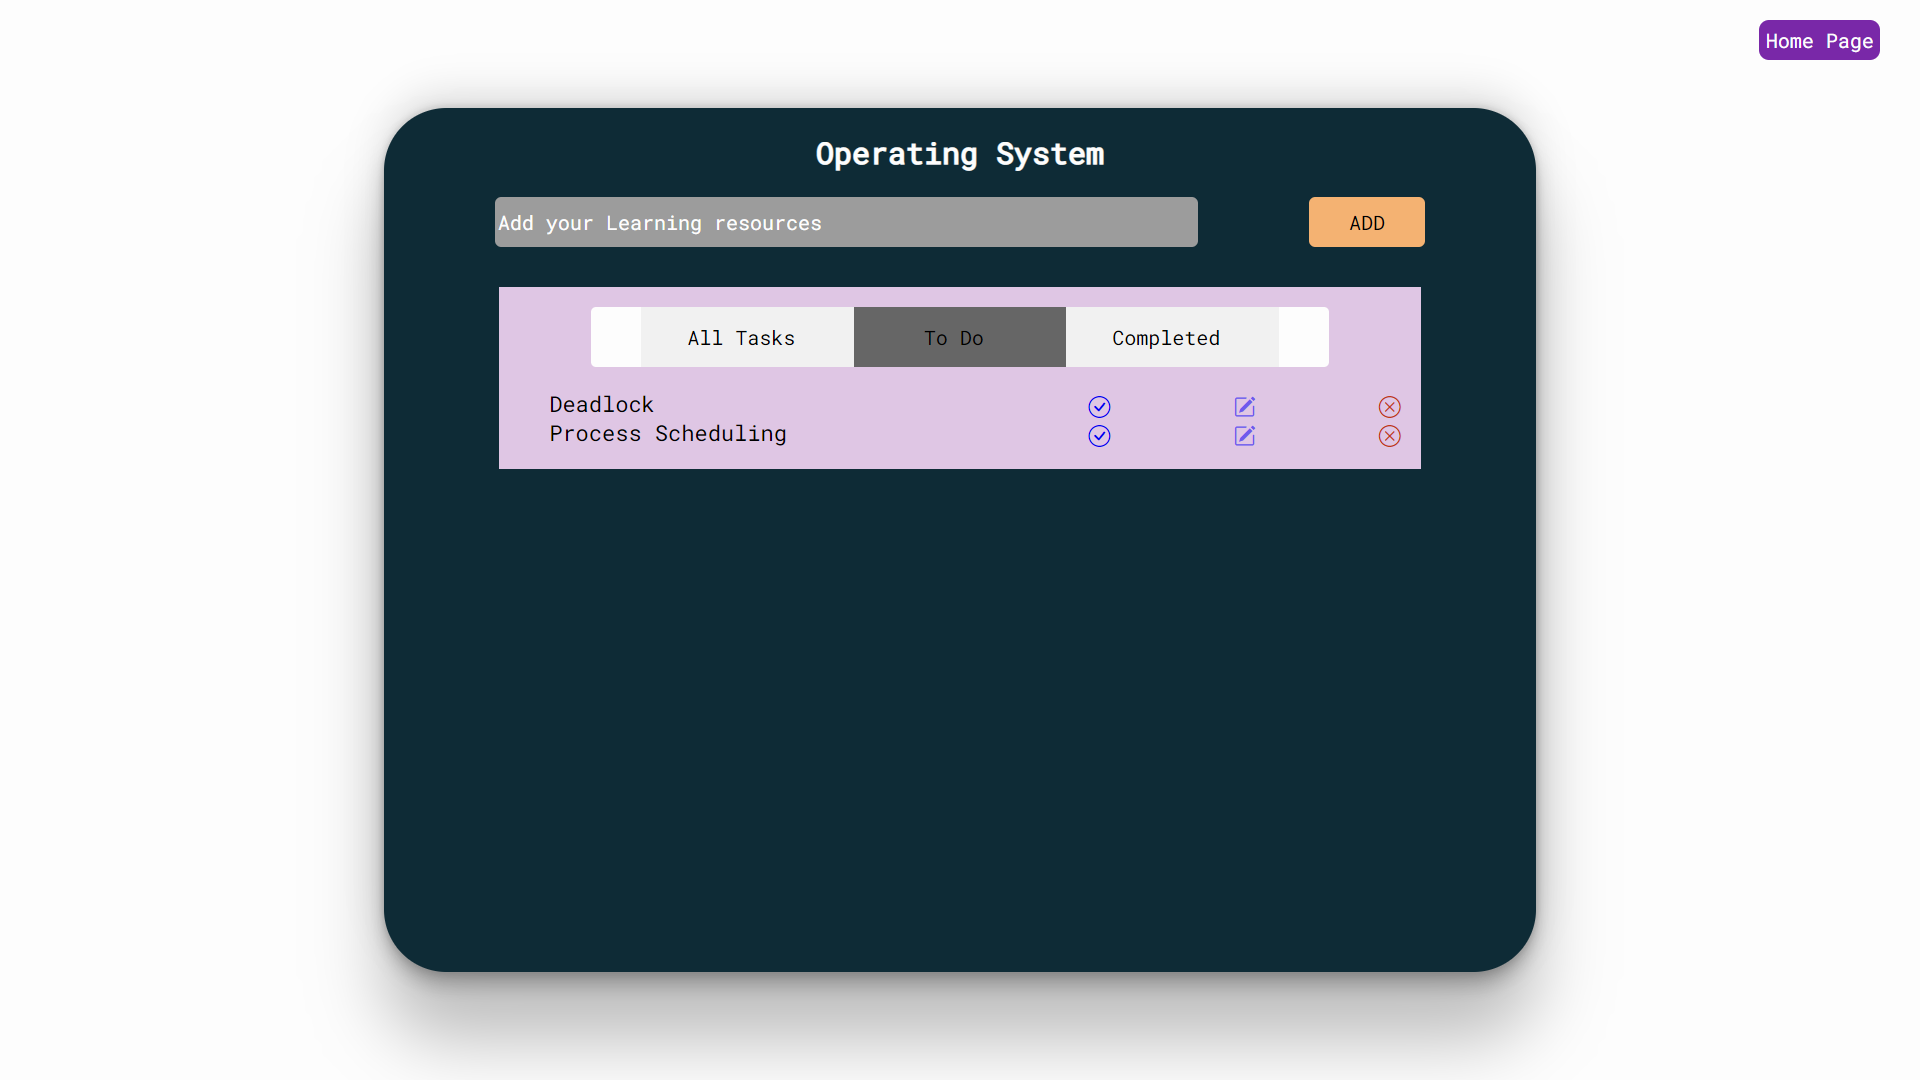 Home Page
Operating System
Add your Learning resources
ADD
All Tasks
To Do
Completed
Deadlock
Process Scheduling